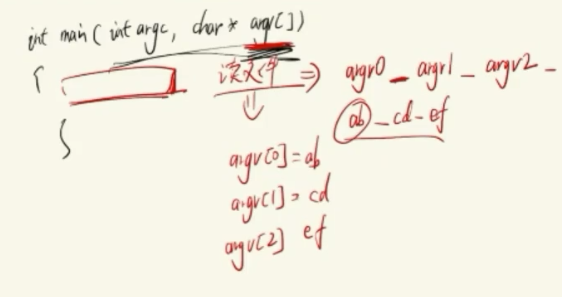 int main ( int argc, char * argv[] )
{
读文件 ⇒ argv0 _ argv1 _ argv2 _
ab _ cd _ ef
}
argv[0] = ab
argv[1] = cd
argv[2] ef